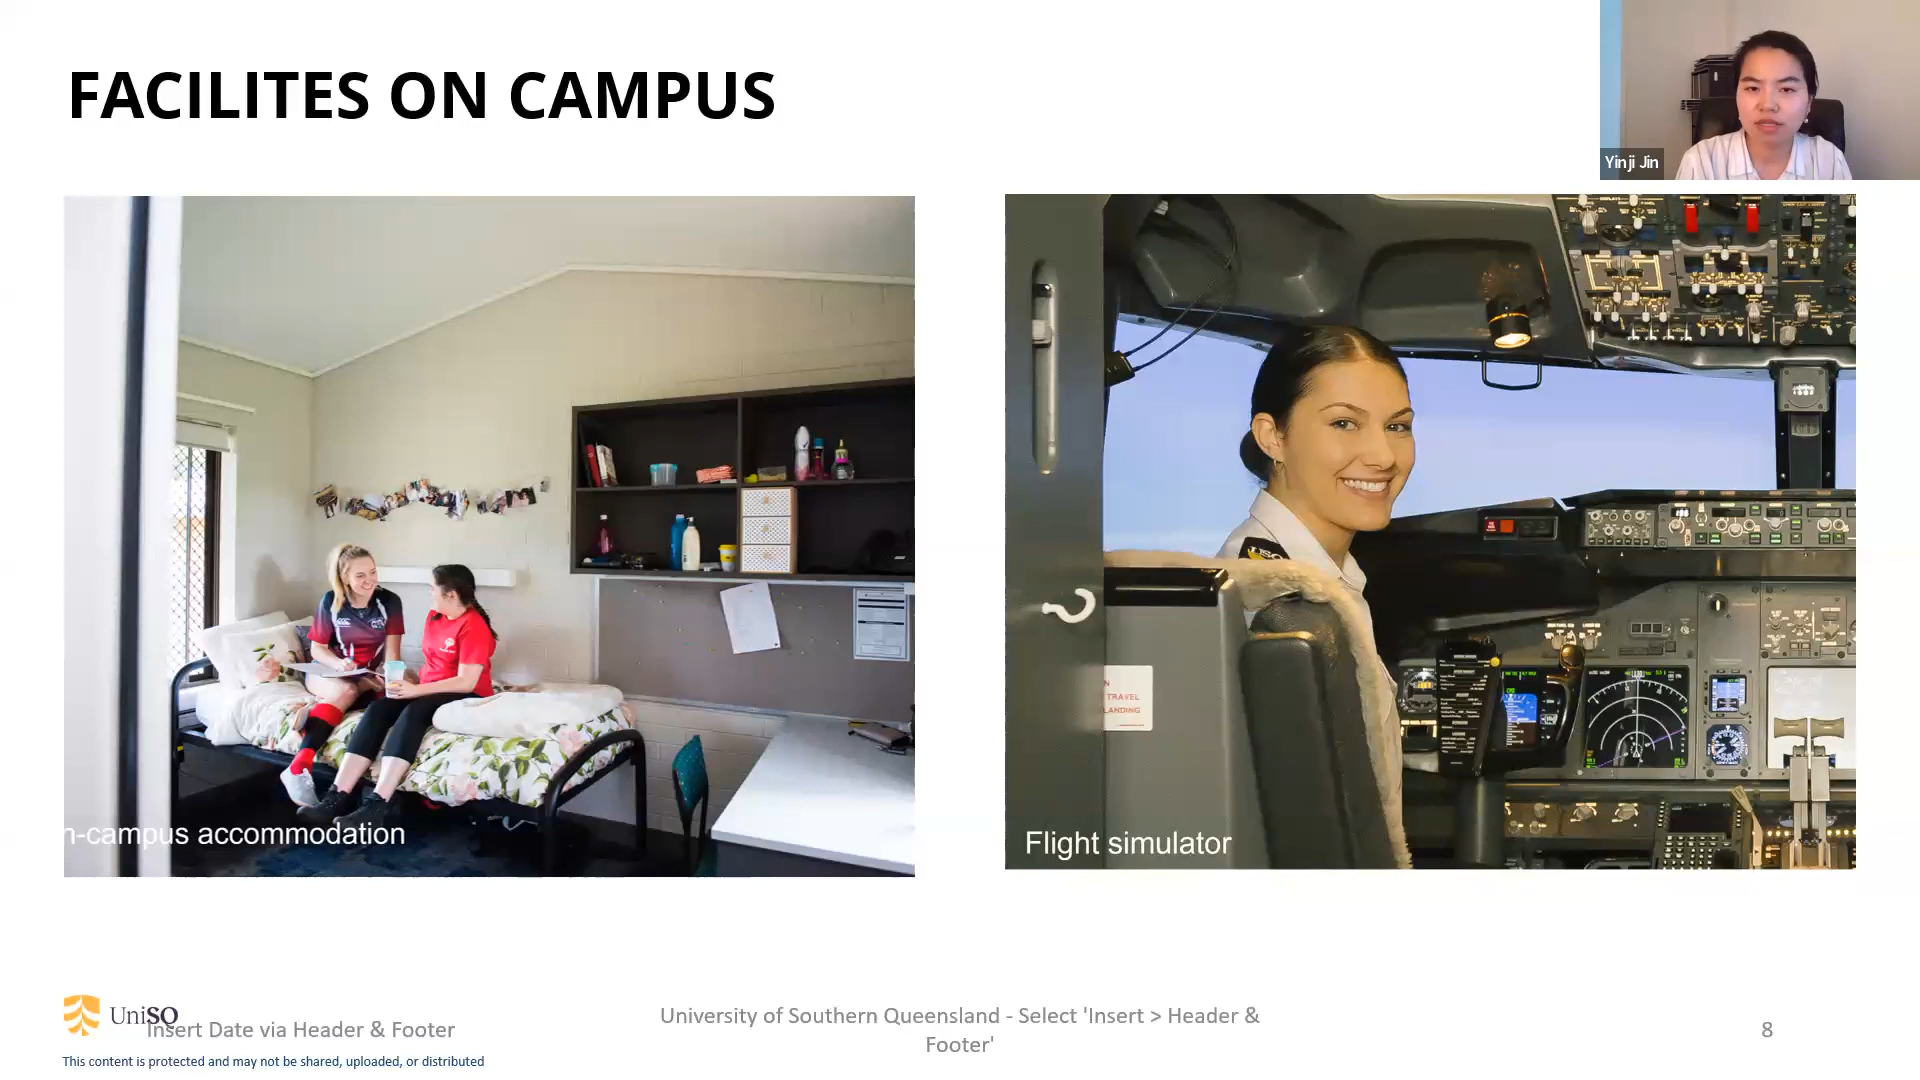 FACILITES ON CAMPUS
Yinji Jin
n-campus accommodation
USQ
N
TRAVEL
LANDING
Flight simulator
UniSQ
Insert Date via Header & Footer
University of Southern Queensland - Select 'Insert > Header &
Footer'
8
This content is protected and may not be shared, uploaded, or distributed